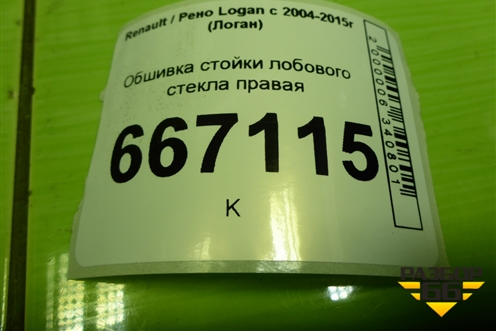 Renault / Рено Logan с 2004-2015г
(Логан)
Обшивка стойки лобового
стекла правая
667115
К
2000006340801
РАЗБОР
66